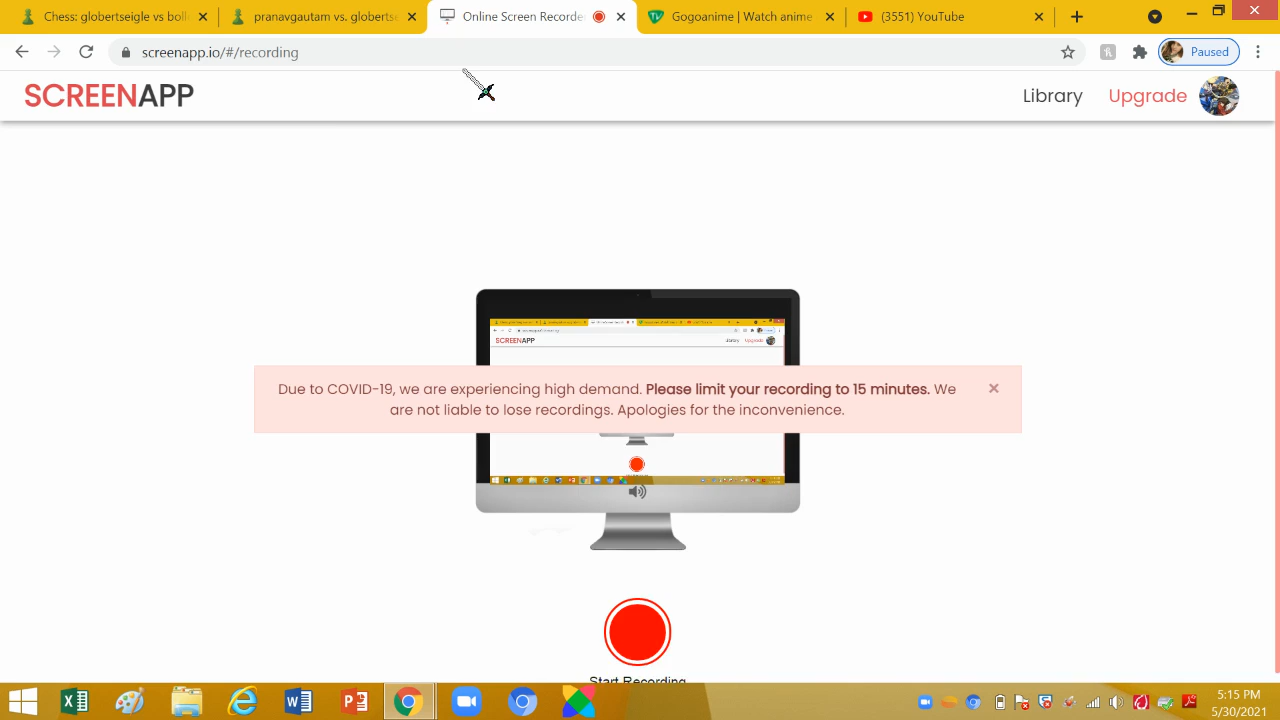 Chess: globertseigle vs boll
pranavgautam vs. globertse
Online Screen Recorde
Gogoanime | Watch anime
(3551) YouTube
screenapp.io/#/recording
Paused
SCREENAPP
Library
Upgrade
SCREENAPP
Library
Upgrade
Due to COVID-19, we are experiencing high demand. Please limit your recording to 15 minutes. We
are not liable to lose recordings. Apologies for the inconvenience.
Start Recording
5:15 PM
5/30/2021